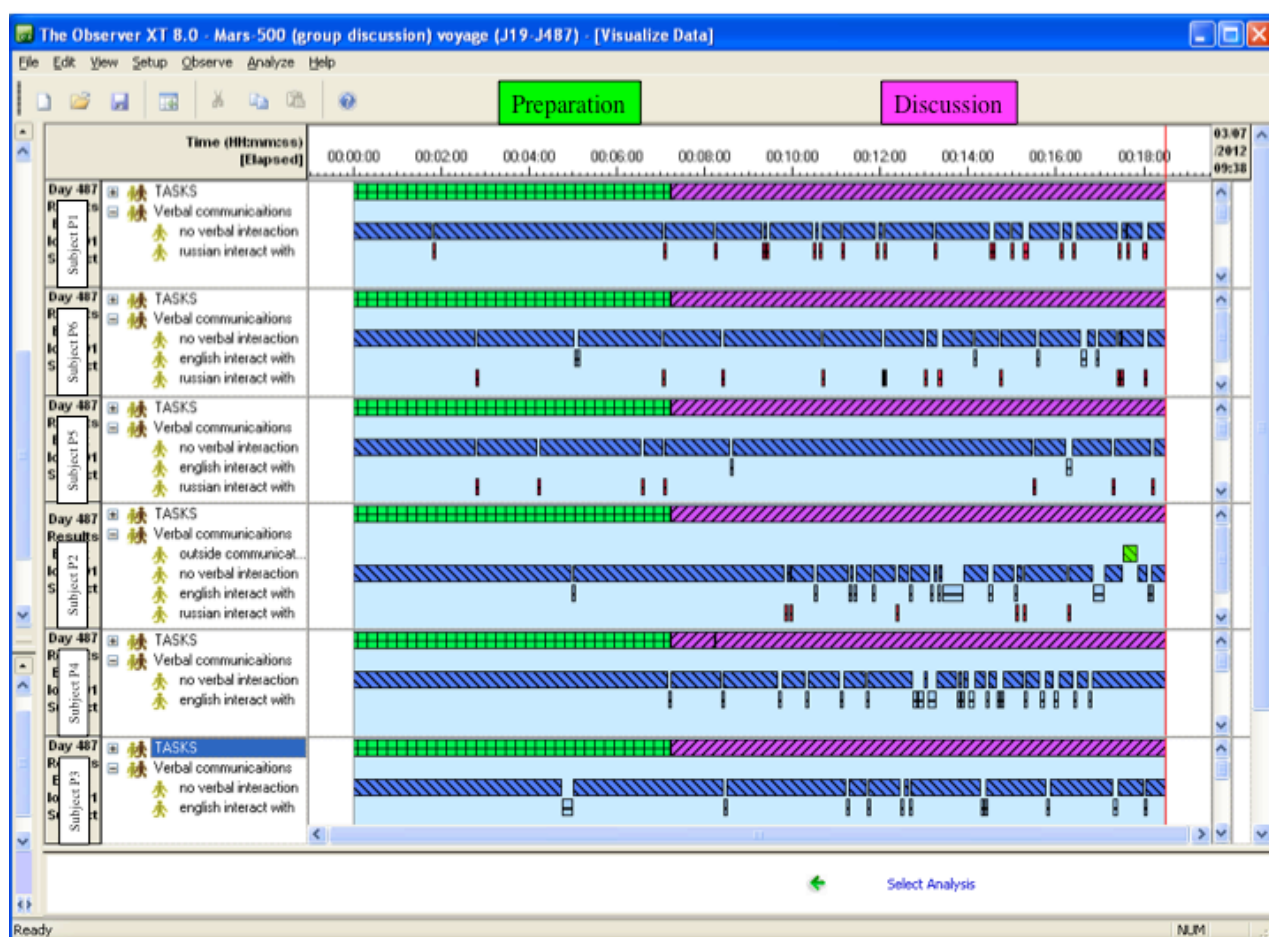 The Observer XT 8.0 - Mars-500 (group discussion) voyage (J19-J487) - [Visualize Data]
File Edit View Setup Observe Analyze Help
Preparation Discussion
Time (HH:mm:ss)
[Elapsed]
00:00:00 00:02:00 00:04:00 00:06:00 00:08:00 00:10:00 00:12:00 00:14:00 00:16:00 00:18:00
03/07
/2012
09:38
Day 487
Subject P1
TASKS
Verbal communicaitions
no verbal interaction
russian interact with
Day 487
Subject P6
TASKS
Verbal communicaitions
no verbal interaction
english interact with
russian interact with
Day 487
Subject P5
TASKS
Verbal communicaitions
no verbal interaction
english interact with
russian interact with
Day 487
Results
Subject P2
TASKS
Verbal communicaitions
outside communicat...
no verbal interaction
english interact with
russian interact with
Day 487
Subject P4
TASKS
Verbal communicaitions
no verbal interaction
english interact with
Day 487
Subject P3
TASKS
Verbal communicaitions
no verbal interaction
english interact with
Select Analysis
Ready NUM